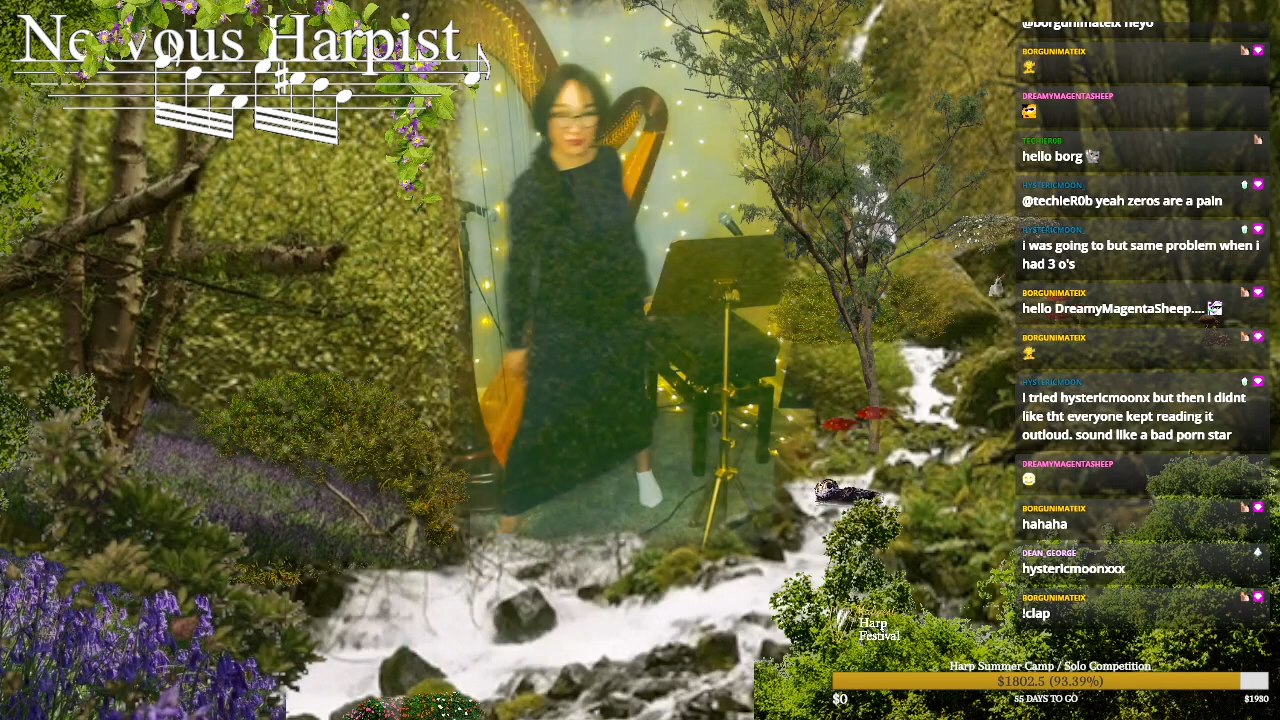 Nervous Harpist
@borgunimateix heyo
BORGUNIMATEIX
DREAMYMAGENTASHEEP
TECHIER0B
hello borg
HYSTERICMOON_
@techieR0b yeah zeros are a pain
HYSTERICMOON_
i was going to but same problem when i
had 3 o's
BORGUNIMATEIX
hello DreamyMagentaSheep....
BORGUNIMATEIX
HYSTERICMOON_
I tried hystericmoonx but then I didnt
like tht everyone kept reading it
outloud. sound like a bad porn star
DREAMYMAGENTASHEEP
BORGUNIMATEIX
hahaha
DEAN_GEORGE
hystericmoonxxx
BORGUNIMATEIX
!clap
Harp
Festival
Harp Summer Camp / Solo Competition
$1802.5 (93.39%)
$0
55 DAYS TO GO
$1930